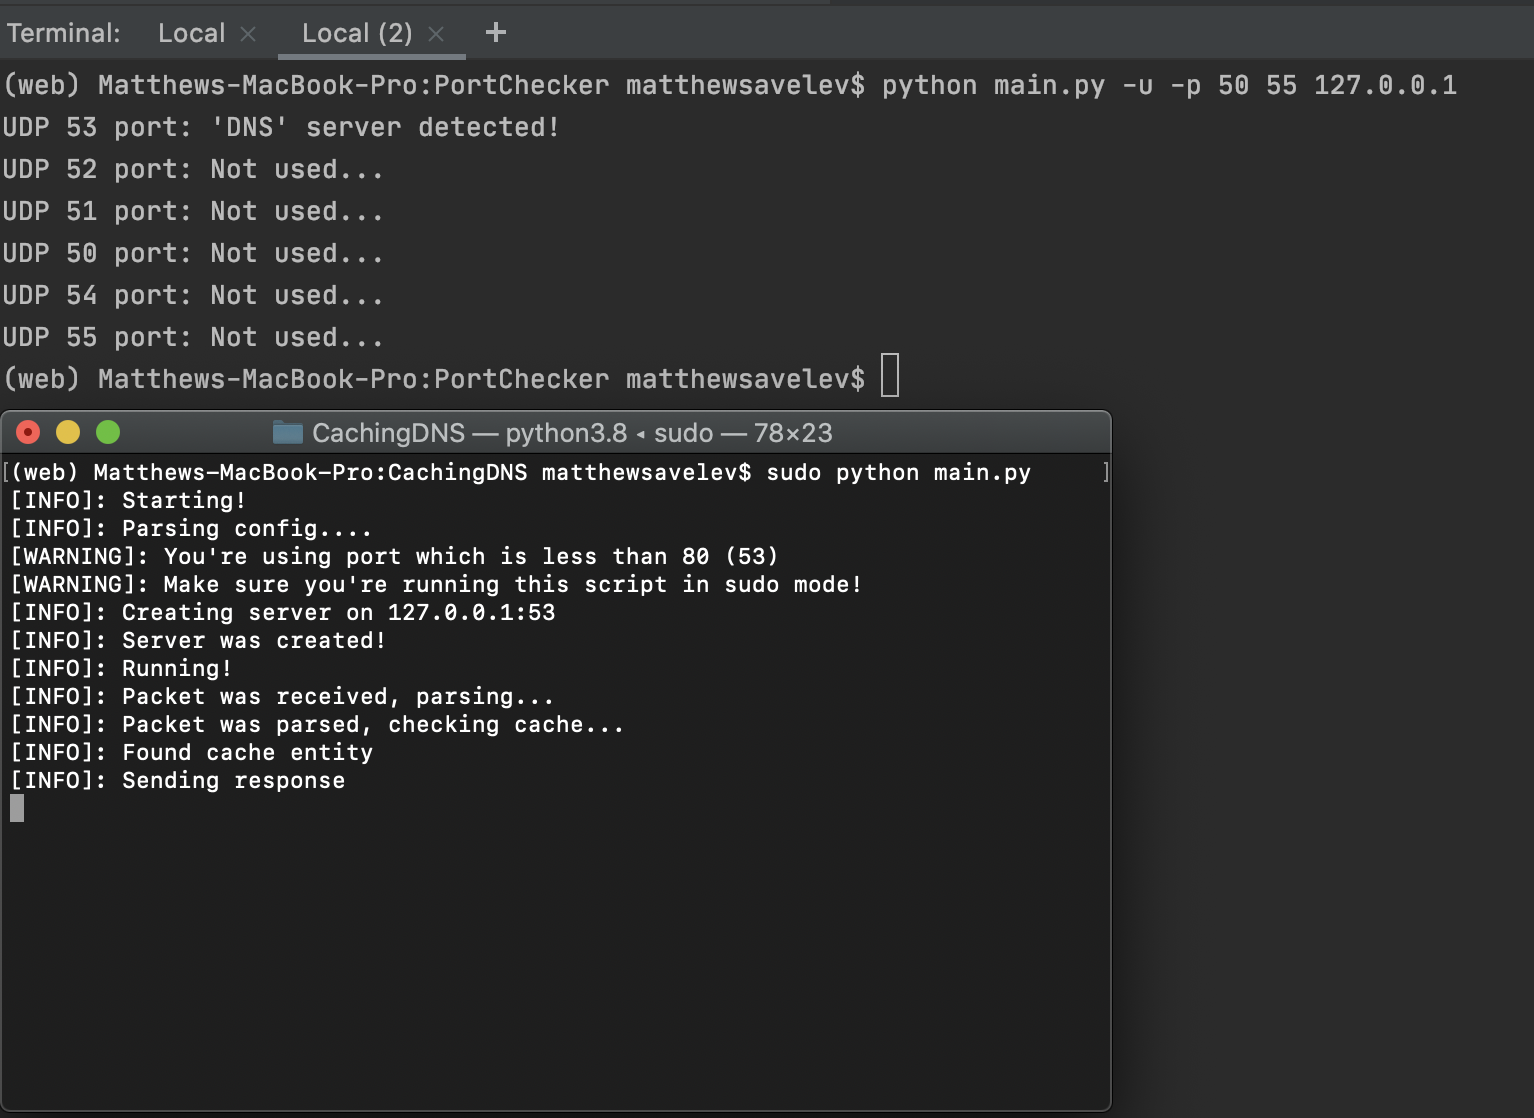 Terminal: Local × Local (2) × +
(web) Matthews-MacBook-Pro:PortChecker matthewsavelev$ python main.py -u -p 50 55 127.0.0.1
UDP 53 port: 'DNS' server detected!
UDP 52 port: Not used...
UDP 51 port: Not used...
UDP 50 port: Not used...
UDP 54 port: Not used...
UDP 55 port: Not used...
(web) Matthews-MacBook-Pro:PortChecker matthewsavelev$
CachingDNS — python3.8 ◂ sudo — 78×23
[(web) Matthews-MacBook-Pro:CachingDNS matthewsavelev$ sudo python main.py ]
[INFO]: Starting!
[INFO]: Parsing config....
[WARNING]: You're using port which is less than 80 (53)
[WARNING]: Make sure you're running this script in sudo mode!
[INFO]: Creating server on 127.0.0.1:53
[INFO]: Server was created!
[INFO]: Running!
[INFO]: Packet was received, parsing...
[INFO]: Packet was parsed, checking cache...
[INFO]: Found cache entity
[INFO]: Sending response